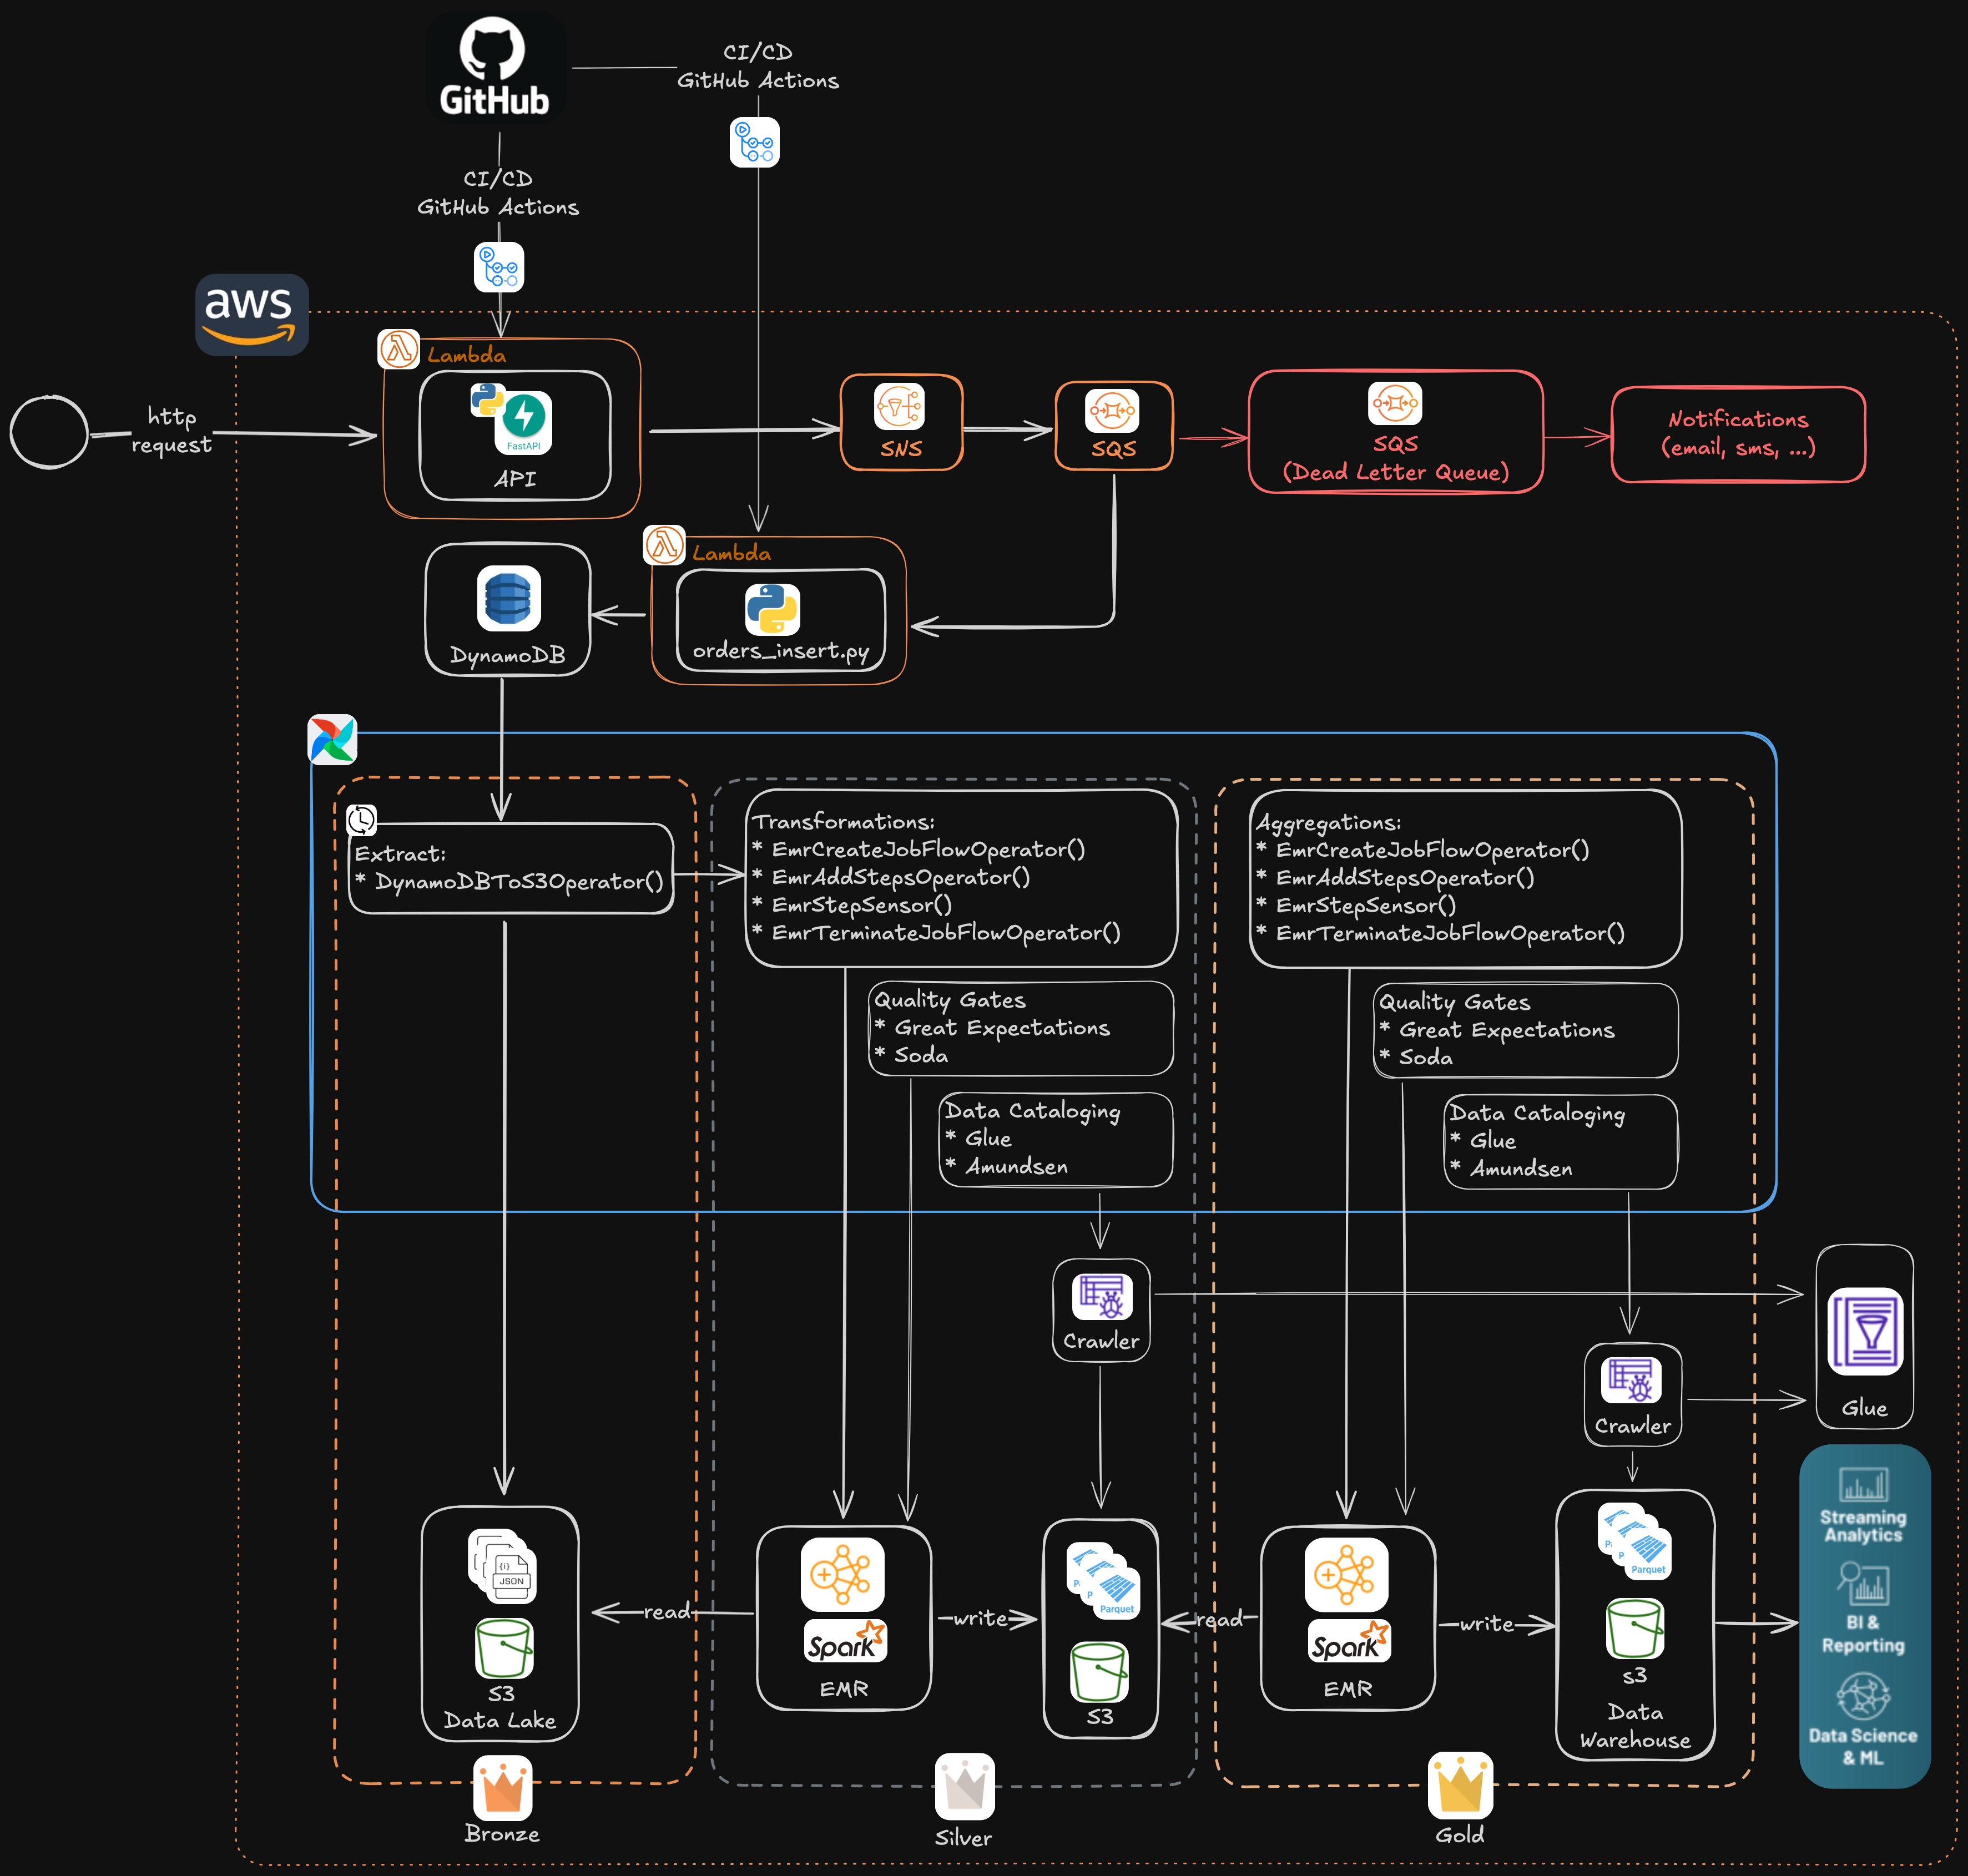 GitHub
CI/CD
GitHub Actions
CI/CD
GitHub Actions
aws
Lambda
FastAPI
API
http
request
SNS
SQS
SQS
(Dead Letter Queue)
Notifications
(email, sms, ...)
Lambda
orders_insert.py
DynamoDB
Extract:
* DynamoDBToS3Operator()
Transformations:
* EmrCreateJobFlowOperator()
* EmrAddStepsOperator()
* EmrStepSensor()
* EmrTerminateJobFlowOperator()
Aggregations:
* EmrCreateJobFlowOperator()
* EmrAddStepsOperator()
* EmrStepSensor()
* EmrTerminateJobFlowOperator()
Quality Gates
* Great Expectations
* Soda
Quality Gates
* Great Expectations
* Soda
Data Cataloging
* Glue
* Amundsen
Data Cataloging
* Glue
* Amundsen
Crawler
Crawler
Glue
{i}
JSON
S3
Data Lake
read
Spark
EMR
write
P
P
Parquet
S3
read
Spark
EMR
write
P
P
Parquet
s3
Data
Warehouse
Streaming
Analytics
BI &
Reporting
Data Science
& ML
Bronze
Silver
Gold